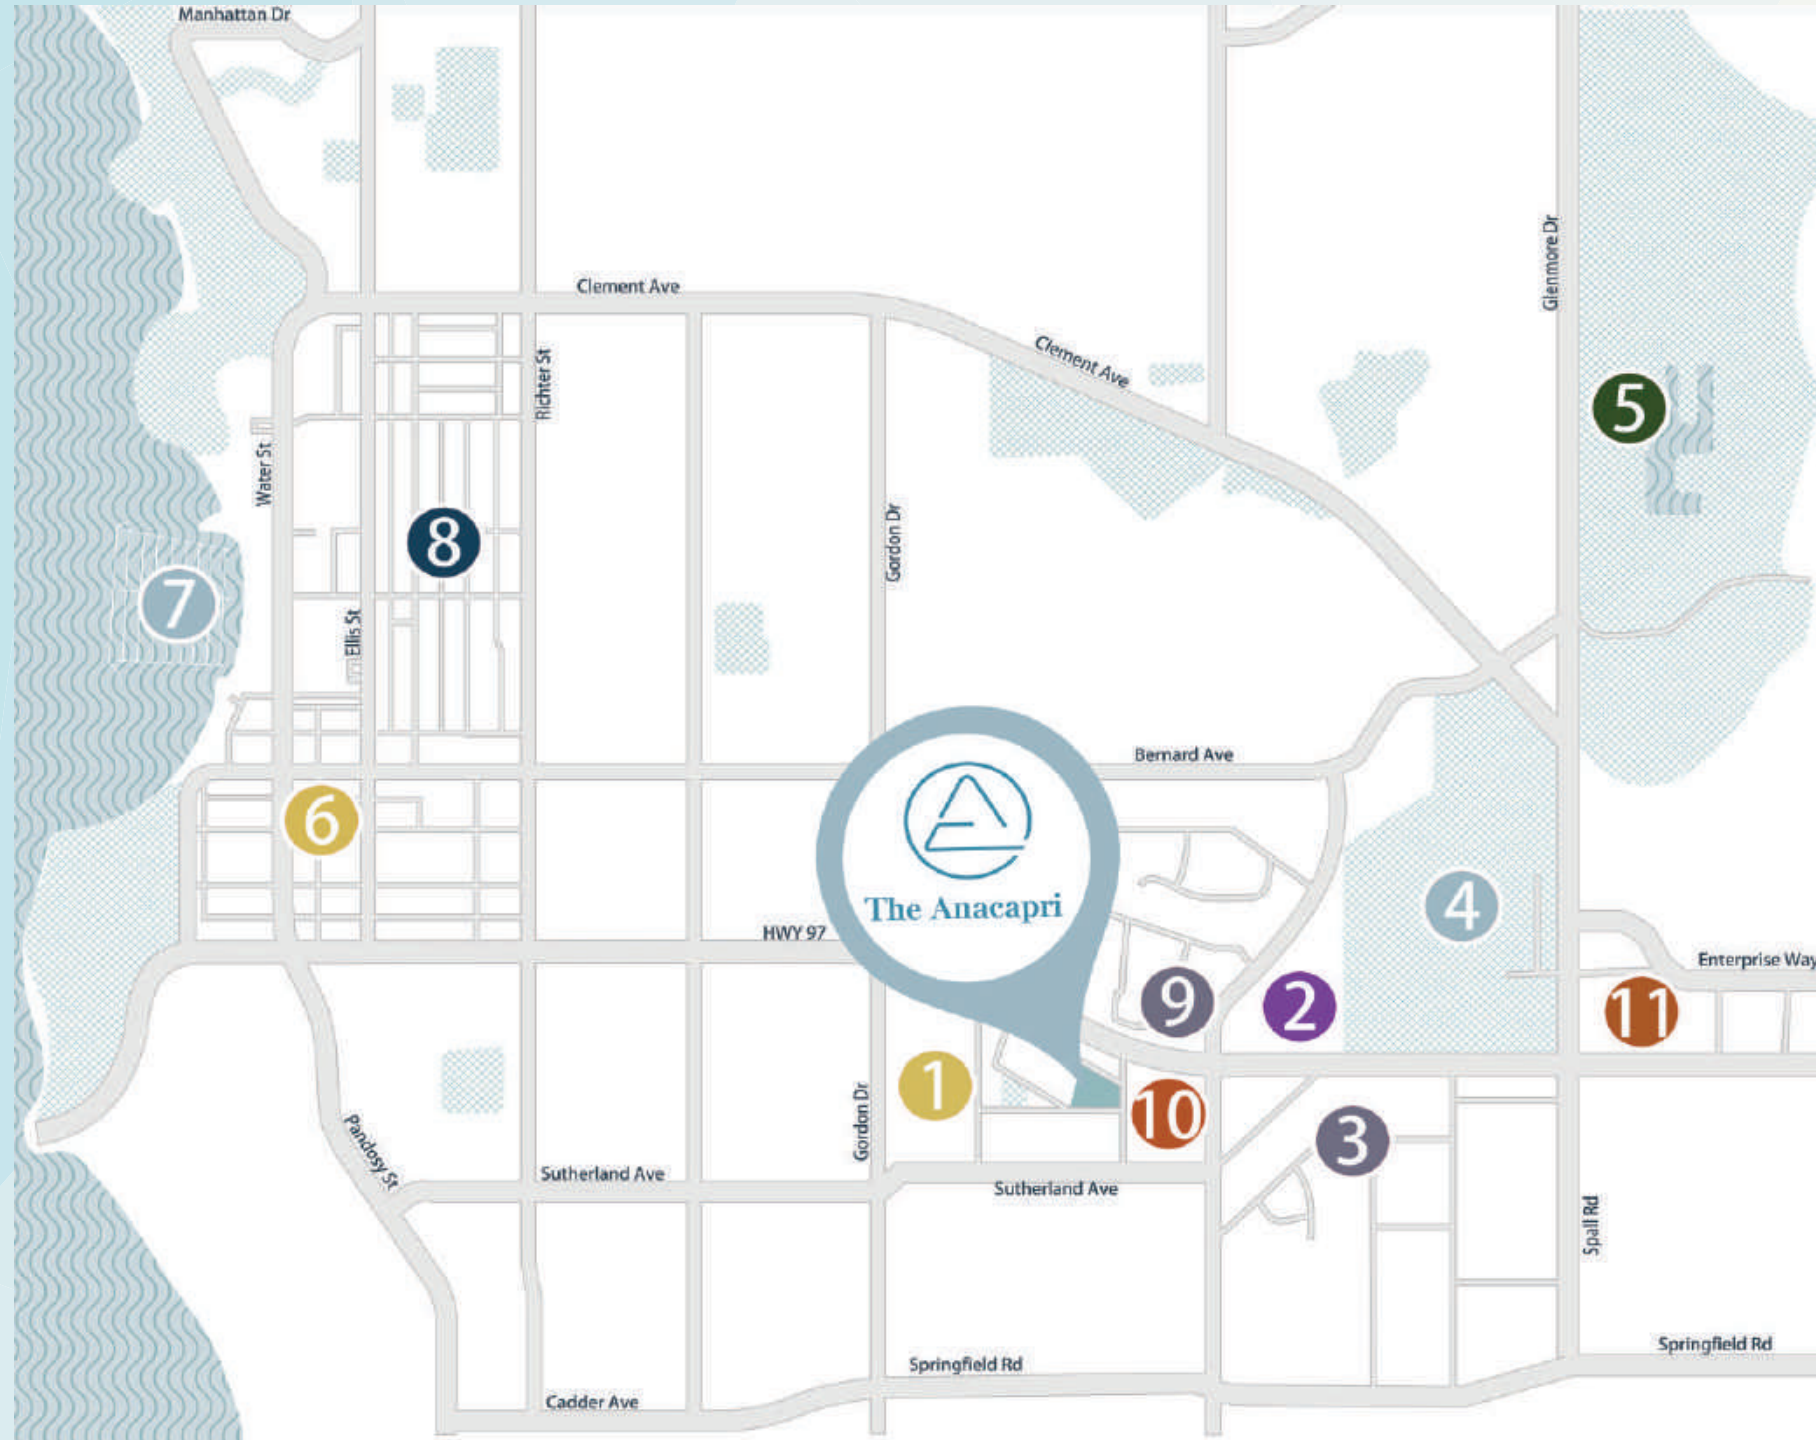 Manhattan Dr
Clement Ave
Glenmore Dr
Clement Ave
Richter St
5
Water St
8
Gordon Dr
7
Ellis St
Bernard Ave
6
The Anacapri
4
HWY 97
Enterprise Way
9
2
11
1
10
Gordon Dr
3
Pandosy St
Sutherland Ave
Sutherland Ave
Spall Rd
Springfield Rd
Springfield Rd
Cadder Ave